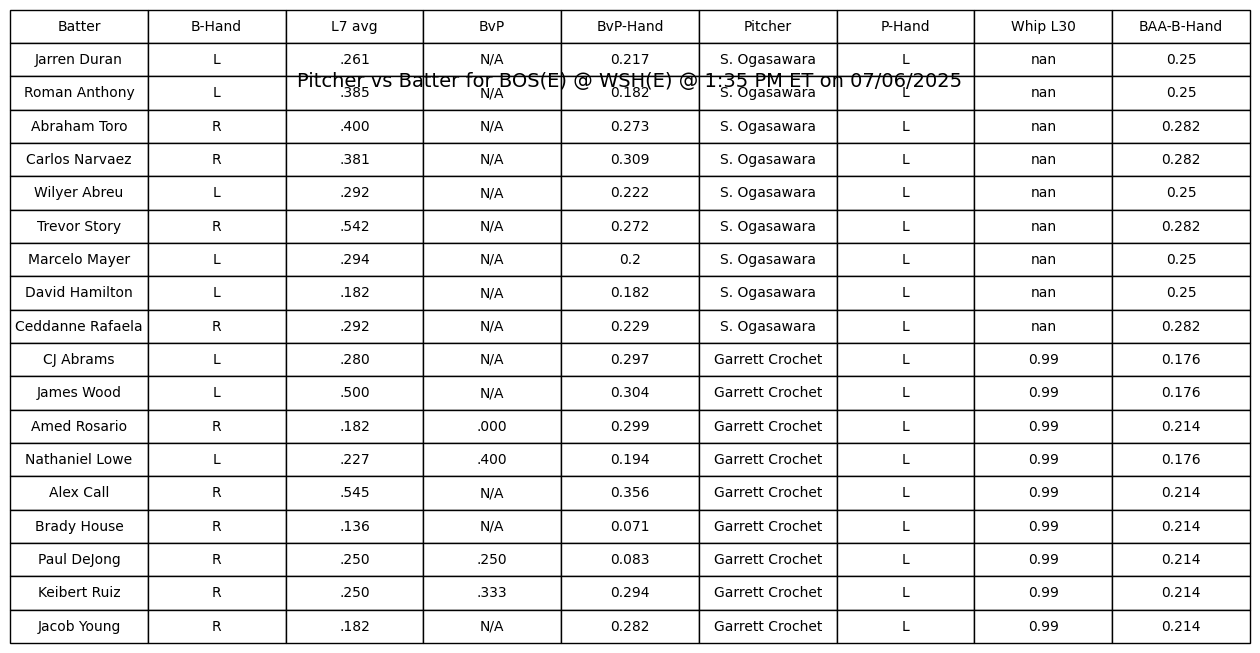 Batter B-Hand L7 avg BvP BvP-Hand Pitcher P-Hand Whip L30 BAA-B-Hand
Jarren Duran L .261 N/A 0.217 S. Ogasawara L nan 0.25
Pitcher vs Batter for BOS(E) @ WSH(E) @ 1:35 PM ET on 07/06/2025
Roman Anthony L .385 N/A 0.182 S. Ogasawara L nan 0.25
Abraham Toro R .400 N/A 0.273 S. Ogasawara L nan 0.282
Carlos Narvaez R .381 N/A 0.309 S. Ogasawara L nan 0.282
Wilyer Abreu L .292 N/A 0.222 S. Ogasawara L nan 0.25
Trevor Story R .542 N/A 0.272 S. Ogasawara L nan 0.282
Marcelo Mayer L .294 N/A 0.2 S. Ogasawara L nan 0.25
David Hamilton L .182 N/A 0.182 S. Ogasawara L nan 0.25
Ceddanne Rafaela R .292 N/A 0.229 S. Ogasawara L nan 0.282
CJ Abrams L .280 N/A 0.297 Garrett Crochet L 0.99 0.176
James Wood L .500 N/A 0.304 Garrett Crochet L 0.99 0.176
Amed Rosario R .182 .000 0.299 Garrett Crochet L 0.99 0.214
Nathaniel Lowe L .227 .400 0.194 Garrett Crochet L 0.99 0.176
Alex Call R .545 N/A 0.356 Garrett Crochet L 0.99 0.214
Brady House R .136 N/A 0.071 Garrett Crochet L 0.99 0.214
Paul DeJong R .250 .250 0.083 Garrett Crochet L 0.99 0.214
Keibert Ruiz R .250 .333 0.294 Garrett Crochet L 0.99 0.214
Jacob Young R .182 N/A 0.282 Garrett Crochet L 0.99 0.214